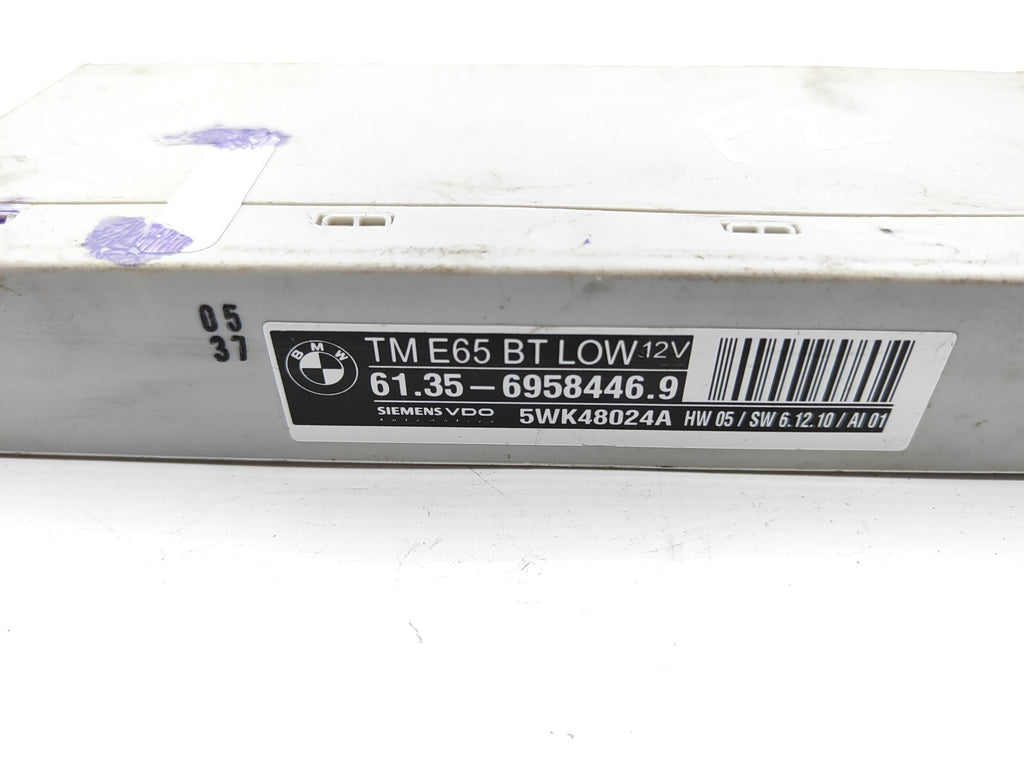 05
37
BMW
TM E65 BT LOW 12V
61.35 – 6958446.9
SIEMENS VDO
Automotive
5WK48024A HW 05 / SW 6.12.10 / AI 01